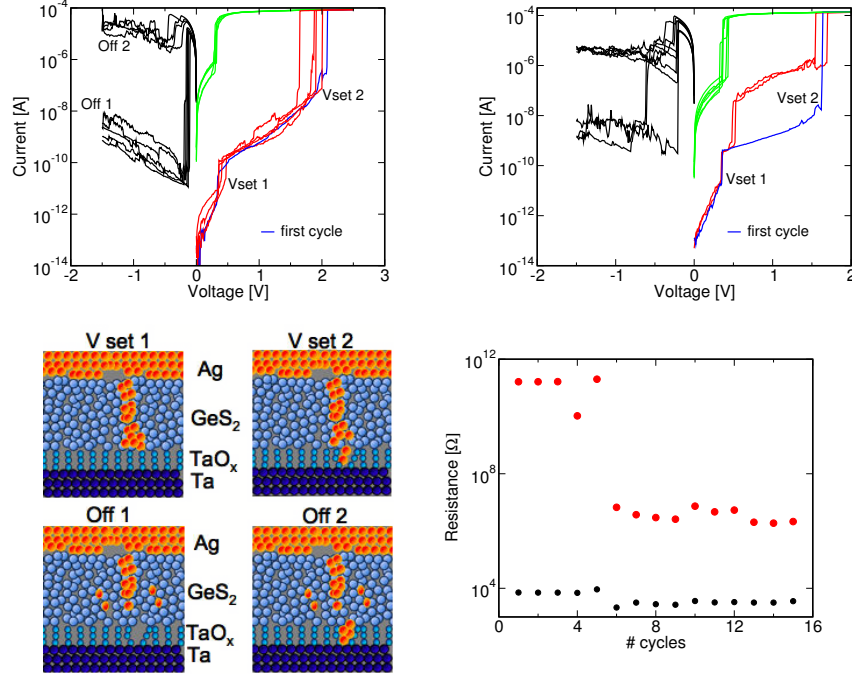 10^-4
10^-6
10^-8
10^-10
10^-12
10^-14
Current [A]
Off 2
Off 1
Vset 2
Vset 1
first cycle
-2 -1 0 1 2 3
Voltage [V]
10^-4
10^-6
10^-8
10^-10
10^-12
10^-14
Current [A]
Vset 2
Vset 1
first cycle
-2 -1 0 1 2
Voltage [V]
V set 1 V set 2
Ag
GeS₂
TaOₓ
Ta
Off 1 Off 2
Ag
GeS₂
TaOₓ
Ta
10^12
10^8
10^4
Resistance [Ω]
0 4 8 12 16
# cycles